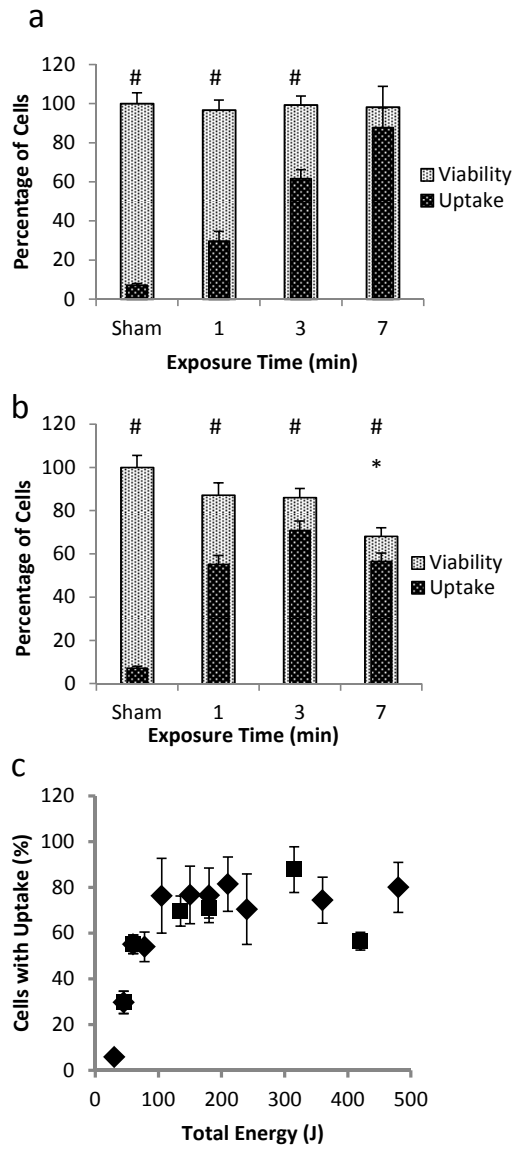 a
120
# # #
100
80
60
40
20
0
Percentage of Cells
Viability
Uptake
Sham 1 3 7
Exposure Time (min)
b
120
# # # #
*
100
80
60
40
20
0
Percentage of Cells
Viability
Uptake
Sham 1 3 7
Exposure Time (min)
c
120
100
80
60
40
20
0
Cells with Uptake (%)
0 100 200 300 400 500
Total Energy (J)